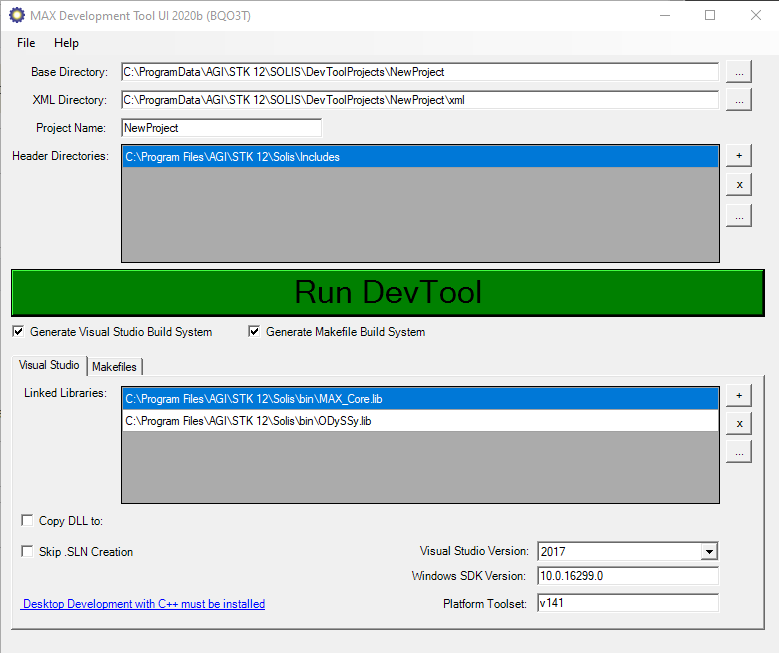 MAX Development Tool UI 2020b (BQO3T)
File Help
Base Directory: C:\ProgramData\AGI\STK 12\SOLIS\DevToolProjects\NewProject ...
XML Directory: C:\ProgramData\AGI\STK 12\SOLIS\DevToolProjects\NewProject\xml ...
Project Name: NewProject
Header Directories: C:\Program Files\AGI\STK 12\Solis\Includes +
x
...
Run DevTool
Generate Visual Studio Build System Generate Makefile Build System
Visual Studio Makefiles
Linked Libraries: C:\Program Files\AGI\STK 12\Solis\bin\MAX_Core.lib +
C:\Program Files\AGI\STK 12\Solis\bin\ODySSy.lib x
...
Copy DLL to:
Skip .SLN Creation Visual Studio Version: 2017
Windows SDK Version: 10.0.16299.0
Desktop Development with C++ must be installed Platform Toolset: v141